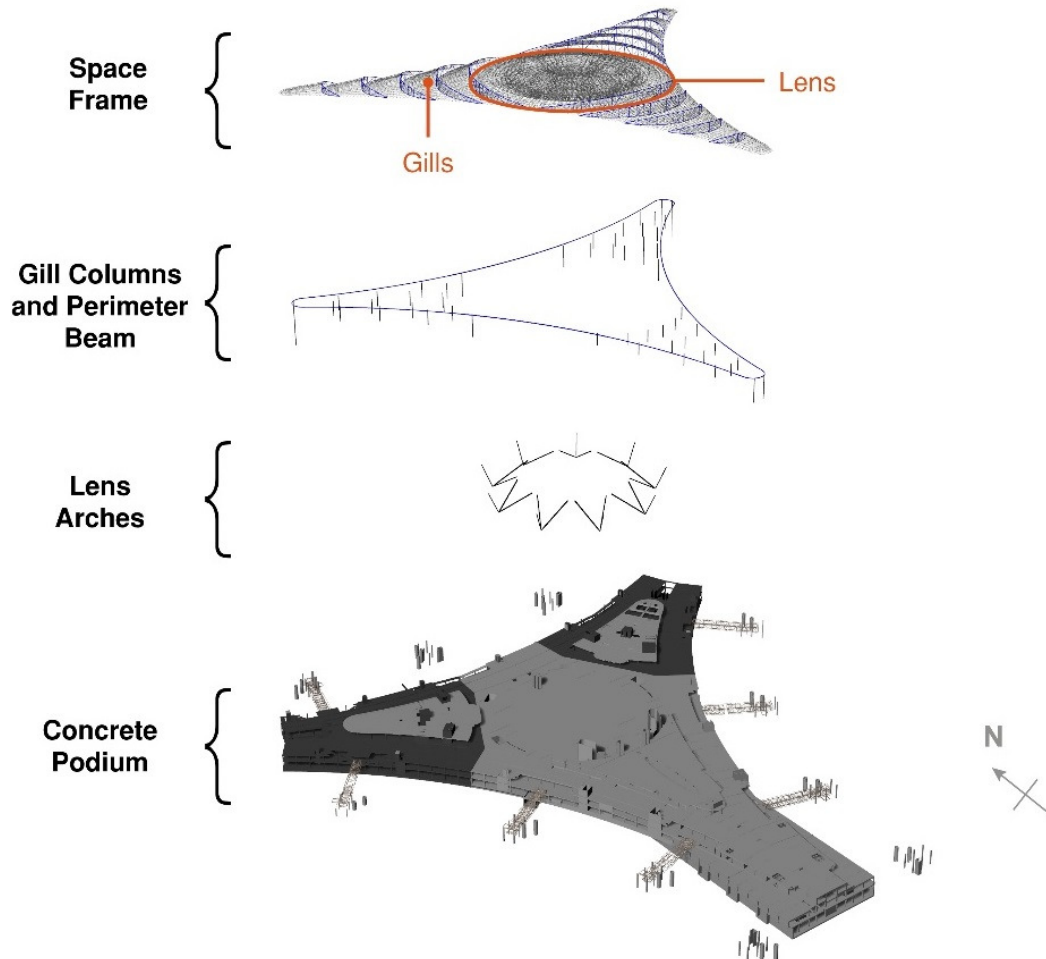 Space
Frame
Lens
Gills
Gill Columns
and Perimeter
Beam
Lens
Arches
Concrete
Podium
N